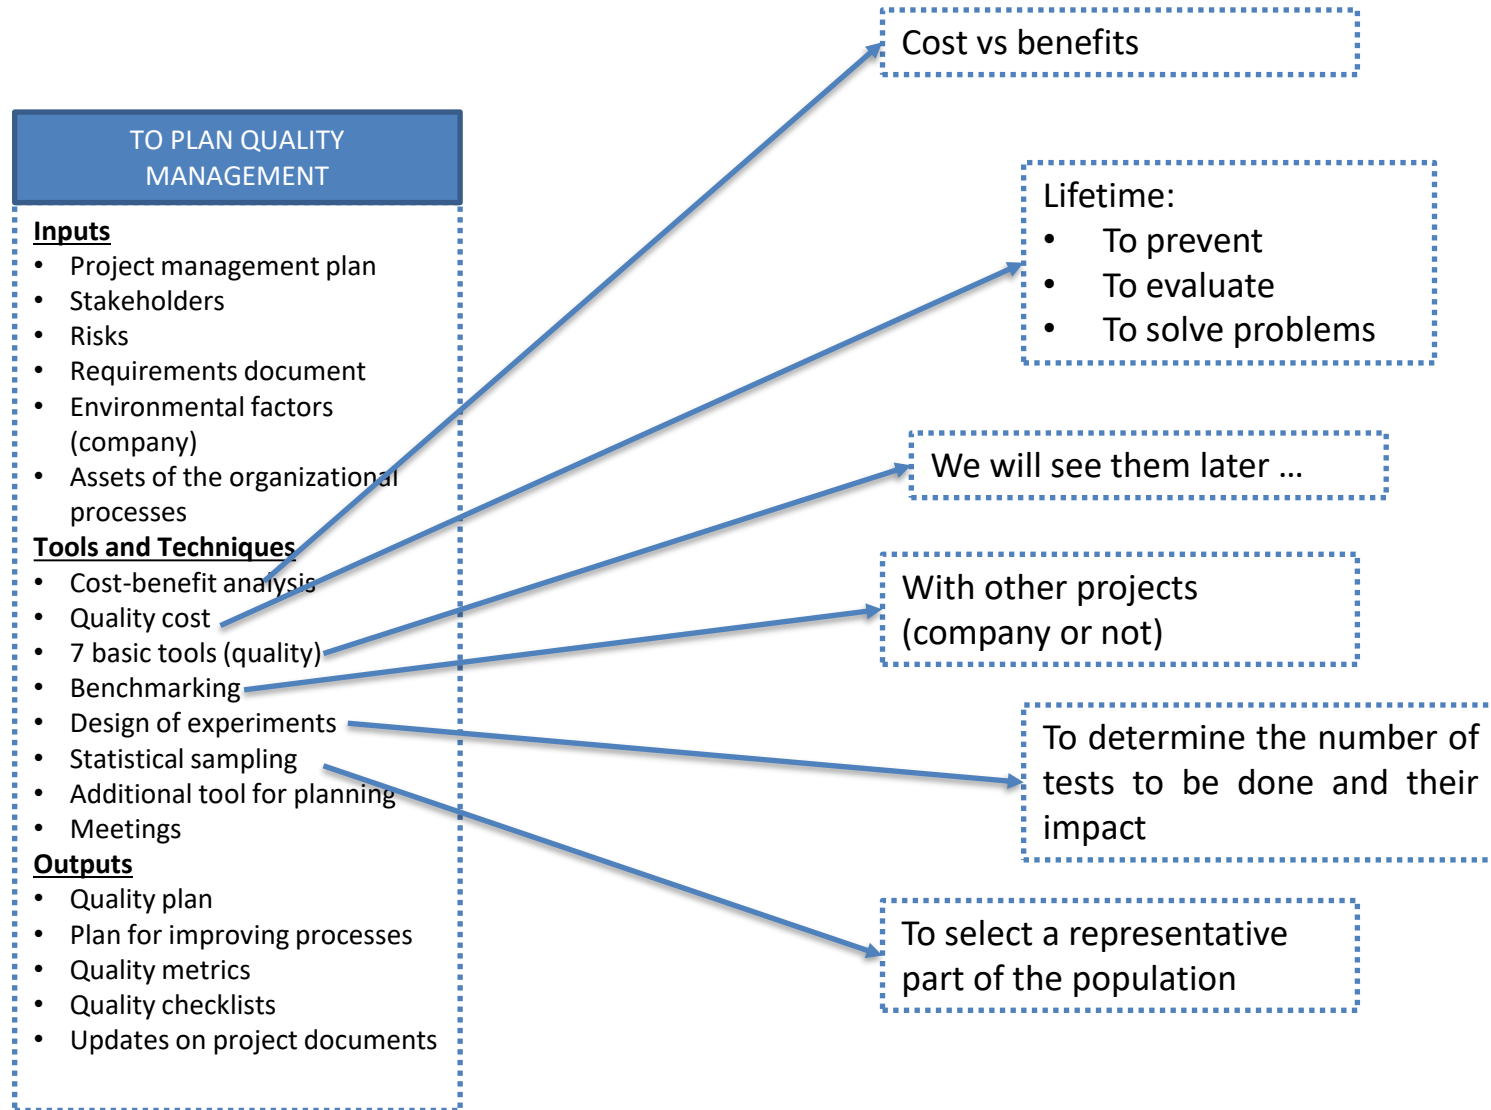 TO PLAN QUALITY
MANAGEMENT
Inputs
• Project management plan
• Stakeholders
• Risks
• Requirements document
• Environmental factors
(company)
• Assets of the organizational
processes
Tools and Techniques
• Cost-benefit analysis
• Quality cost
• 7 basic tools (quality)
• Benchmarking
• Design of experiments
• Statistical sampling
• Additional tool for planning
• Meetings
Outputs
• Quality plan
• Plan for improving processes
• Quality metrics
• Quality checklists
• Updates on project documents
Cost vs benefits
Lifetime:
• To prevent
• To evaluate
• To solve problems
We will see them later ...
With other projects
(company or not)
To determine the number of
tests to be done and their
impact
To select a representative
part of the population